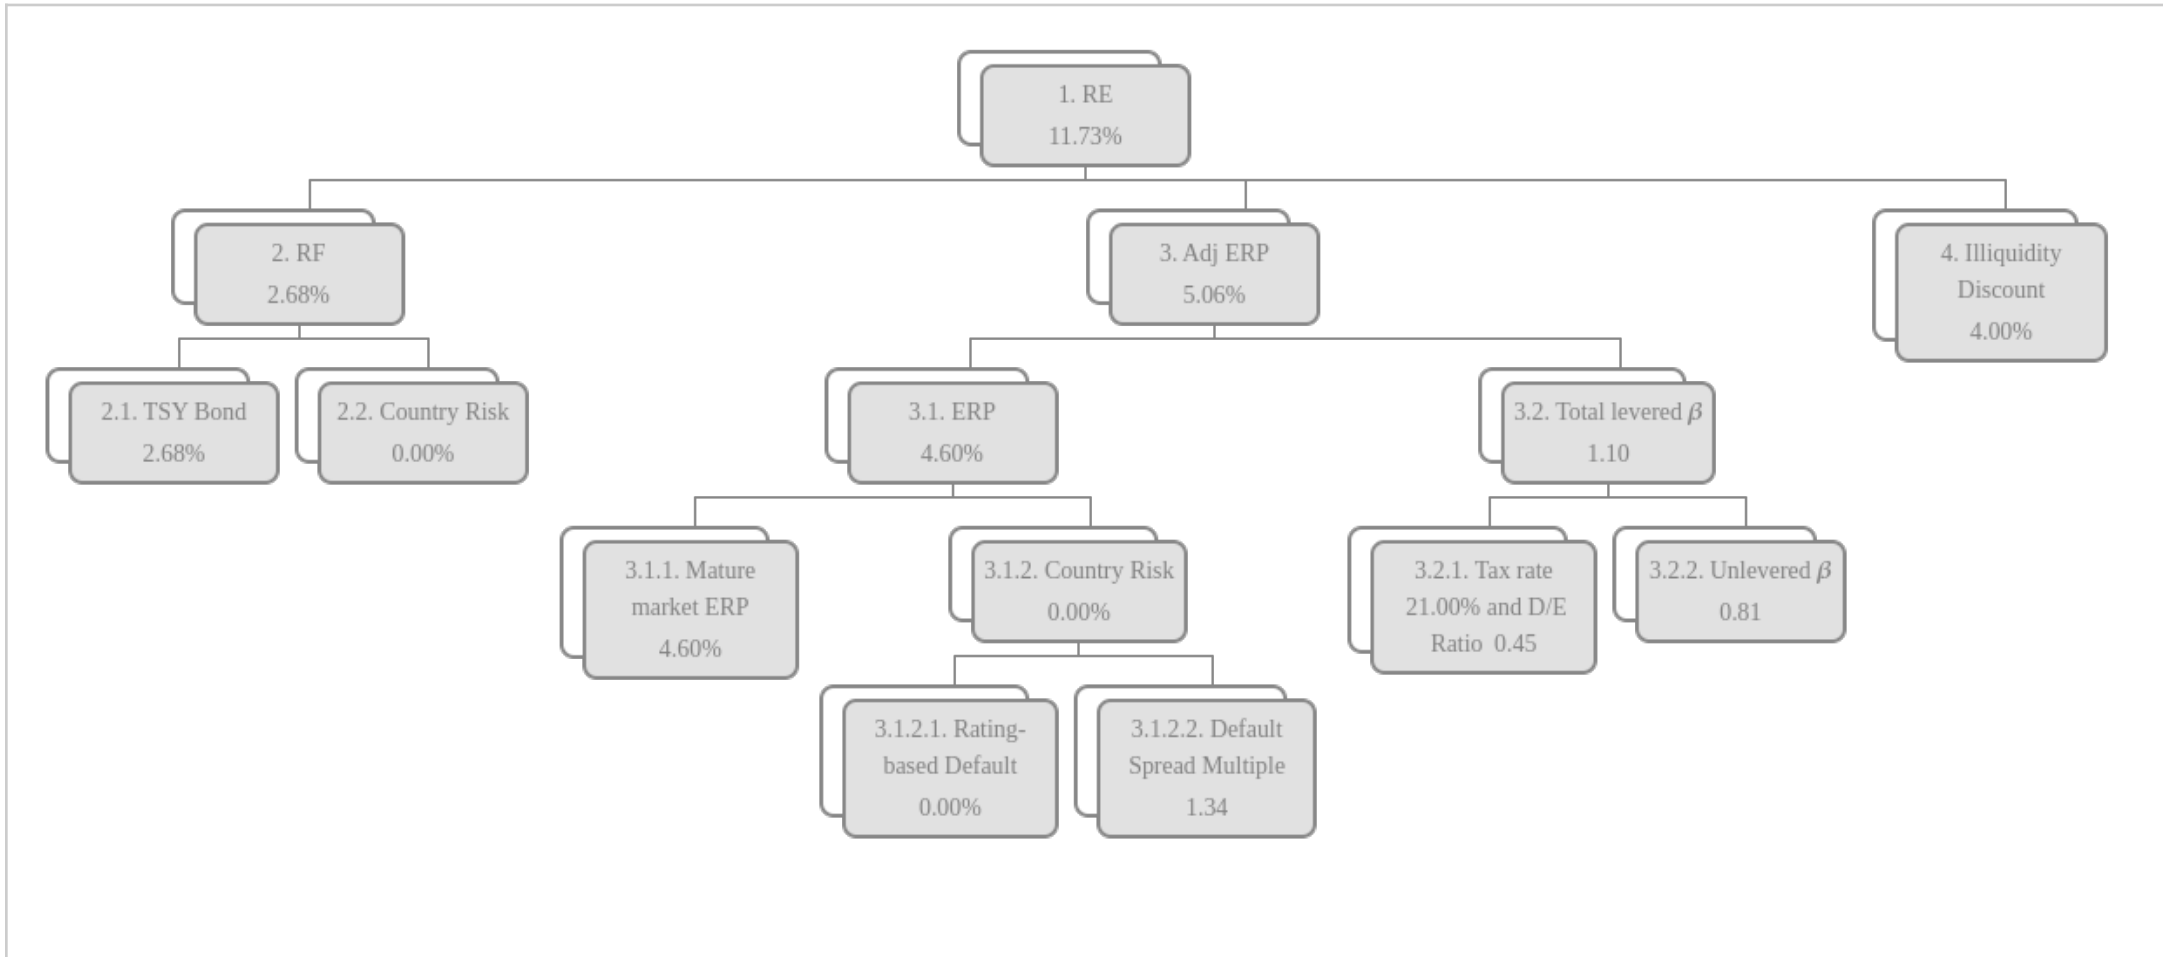 1. RE
11.73%
2. RF
2.68%
3. Adj ERP
5.06%
4. Illiquidity
Discount
4.00%
2.1. TSY Bond
2.68%
2.2. Country Risk
0.00%
3.1. ERP
4.60%
3.2. Total levered β
1.10
3.1.1. Mature
market ERP
4.60%
3.1.2. Country Risk
0.00%
3.2.1. Tax rate
21.00% and D/E
Ratio 0.45
3.2.2. Unlevered β
0.81
3.1.2.1. Rating-
based Default
0.00%
3.1.2.2. Default
Spread Multiple
1.34